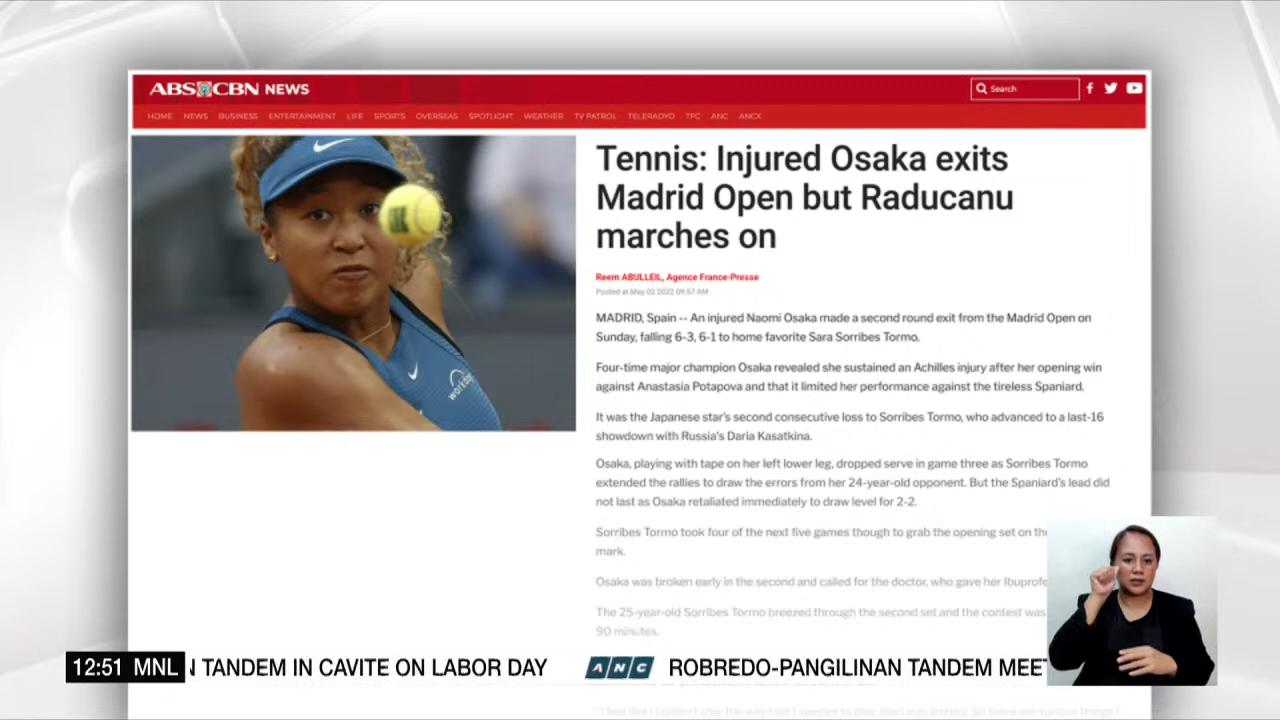 ABS CBN NEWS
Search
HOME NEWS BUSINESS ENTERTAINMENT LIFE SPORTS OVERSEAS SPOTLIGHT WEATHER TV PATROL TELERADYO TFC ANC ANCX
Tennis: Injured Osaka exits
Madrid Open but Raducanu
marches on
Reem ABULLEIL, Agence France-Presse
Posted at May 02 2022 09:57 AM
MADRID, Spain -- An injured Naomi Osaka made a second round exit from the Madrid Open on
Sunday, falling 6-3, 6-1 to home favorite Sara Sorribes Tormo.
Four-time major champion Osaka revealed she sustained an Achilles injury after her opening win
against Anastasia Potapova and that it limited her performance against the tireless Spaniard.
It was the Japanese star's second consecutive loss to Sorribes Tormo, who advanced to a last-16
showdown with Russia's Daria Kasatkina.
Osaka, playing with tape on her left lower leg, dropped serve in game three as Sorribes Tormo
extended the rallies to draw the errors from her 24-year-old opponent. But the Spaniard's lead did
not last as Osaka retaliated immediately to draw level for 2-2.
Sorribes Tormo took four of the next five games though to grab the opening set on the
mark.
Osaka was broken early in the second and called for the doctor, who gave her Ibuprofe
The 25-year-old Sorribes Tormo breezed through the second set and the contest was
90 minutes.
workday
12:51 MNL N TANDEM IN CAVITE ON LABOR DAY ANC ROBREDO-PANGILINAN TANDEM MEET